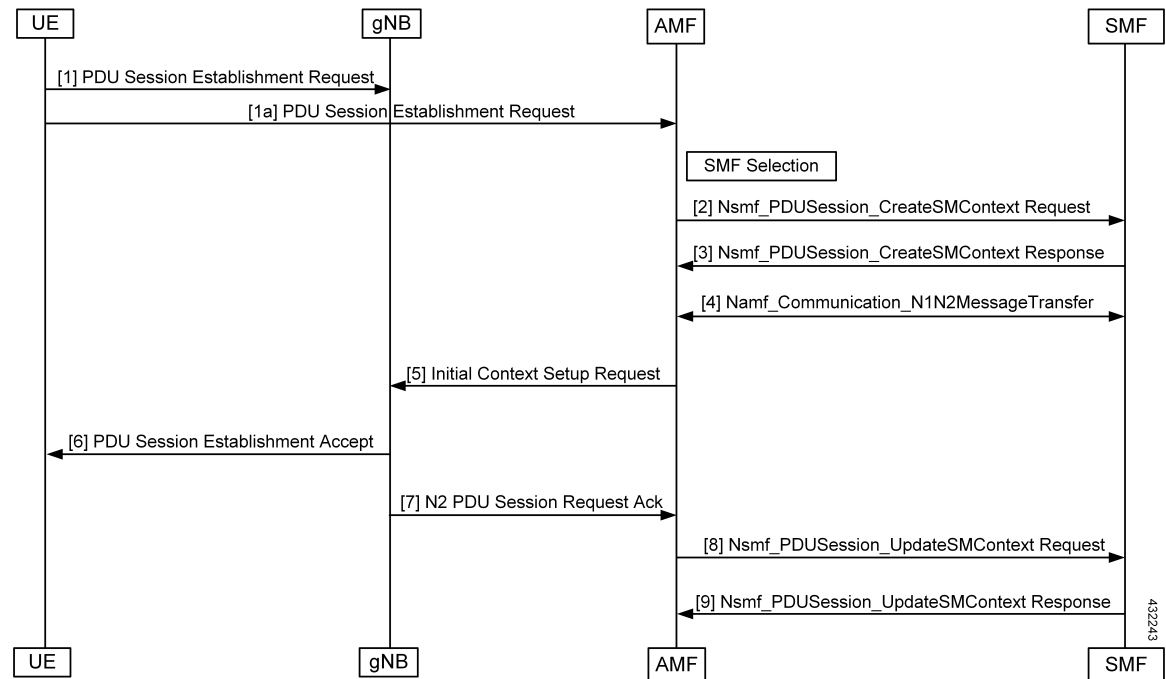 UE
gNB
AMF
SMF
[1] PDU Session Establishment Request
[1a] PDU Session Establishment Request
SMF Selection
[2] Nsmf_PDUSession_CreateSMContext Request
[3] Nsmf_PDUSession_CreateSMContext Response
[4] Namf_Communication_N1N2MessageTransfer
[5] Initial Context Setup Request
[6] PDU Session Establishment Accept
[7] N2 PDU Session Request Ack
[8] Nsmf_PDUSession_UpdateSMContext Request
[9] Nsmf_PDUSession_UpdateSMContext Response
432243
UE
gNB
AMF
SMF